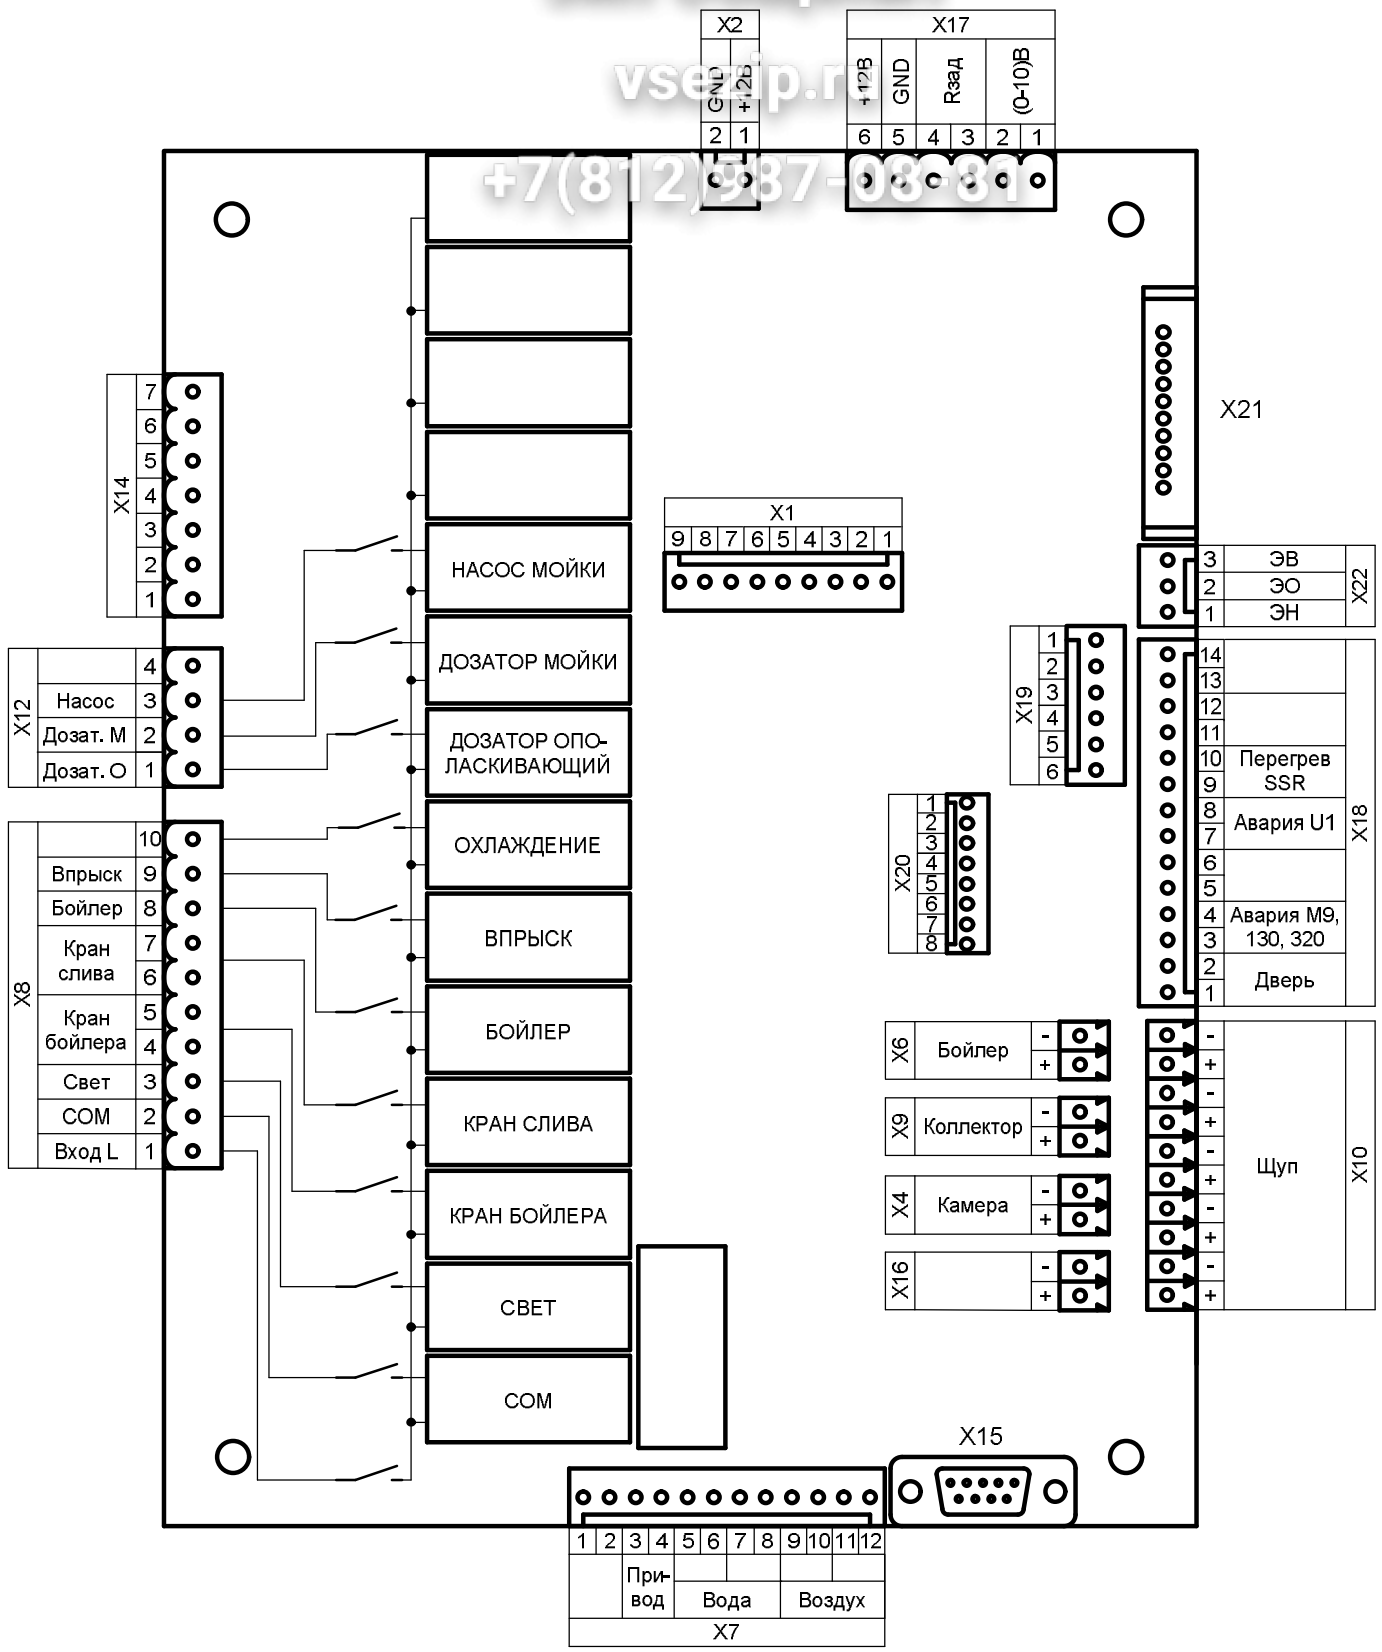 X2
X17
GND
+12В
+12В
GND
Rзад
(0-10)В
2 1
6 5 4 3 2 1
vsezip.ru
+7(812)987-08-81
X21
X14
7
6
5
4
3
2
1
X1
9 8 7 6 5 4 3 2 1
НАСОС МОЙКИ
ДОЗАТОР МОЙКИ
ДОЗАТОР ОПО-
ЛАСКИВАЮЩИЙ
ОХЛАЖДЕНИЕ
ВПРЫСК
БОЙЛЕР
КРАН СЛИВА
КРАН БОЙЛЕРА
СВЕТ
СОМ
X22
3 ЭВ
2 ЭО
1 ЭН
X12
4
Насос 3
Дозат. М 2
Дозат. О 1
X19
1
2
3
4
5
6
X18
14
13
12
11
10
9
Перегрев
SSR
8
7
Авария U1
6
5
4
3
Авария М9,
130, 320
2
1
Дверь
X20
1
2
3
4
5
6
7
8
X8
10
Впрыск 9
Бойлер 8
Кран
слива
7
6
Кран
бойлера
5
4
Свет 3
СОМ 2
Вход L 1
X6
Бойлер
-
+
X9
Коллектор
-
+
X4
Камера
-
+
X16
-
+
X10
Щуп
-
+
-
+
-
+
-
+
-
+
X15
1 2 3 4 5 6 7 8 9 10 11 12
При-
вод
Вода
Воздух
X7